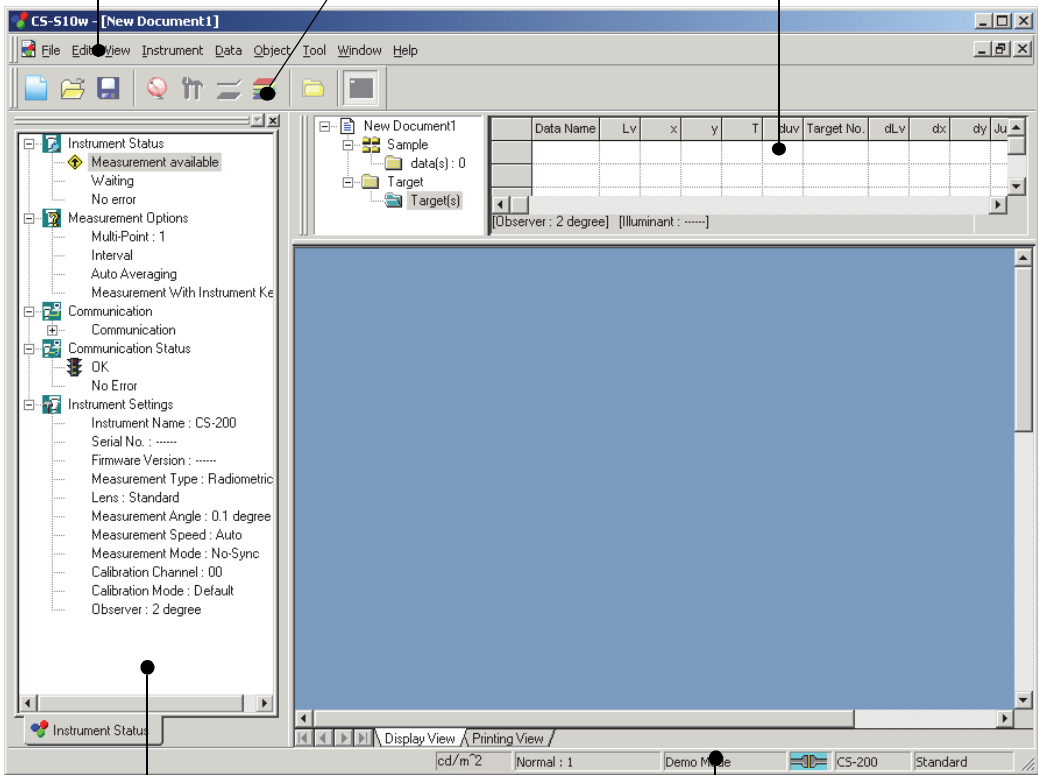 CS-S10w - [New Document1]
File Edit View Instrument Data Object Tool Window Help
Instrument Status
Measurement available
Waiting
No error
Measurement Options
Multi-Point : 1
Interval
Auto Averaging
Measurement With Instrument Ke
Communication
Communication
Communication Status
OK
No Error
Instrument Settings
Instrument Name : CS-200
Serial No. : ------
Firmware Version : ------
Measurement Type : Radiometric
Lens : Standard
Measurement Angle : 0.1 degree
Measurement Speed : Auto
Measurement Mode : No-Sync
Calibration Channel : 00
Calibration Mode : Default
Observer : 2 degree
Instrument Status
New Document1
Sample
data(s) : 0
Target
Target(s)
Data Name Lv x y T duv Target No. dLv dx dy Ju
[Observer : 2 degree] [Illuminant : ------]
Display View Printing View
cd/m^2 Normal : 1 Demo Mode CS-200 Standard